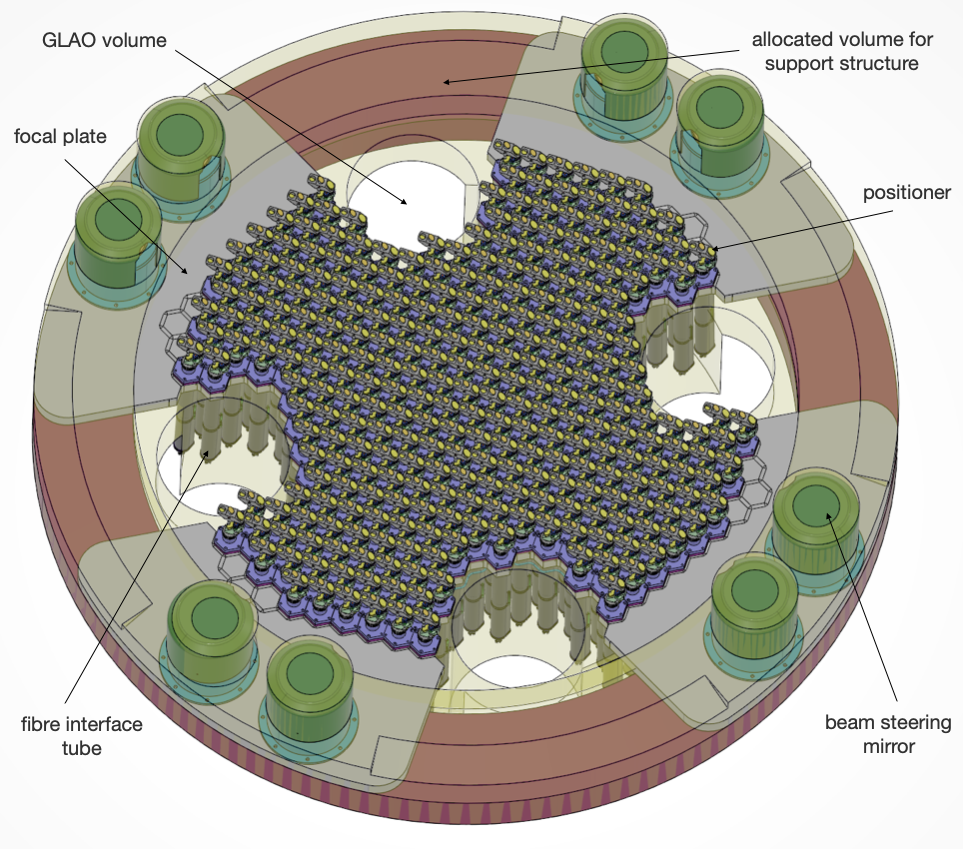 GLAO volume
allocated volume for
support structure
focal plate
positioner
fibre interface
tube
beam steering
mirror